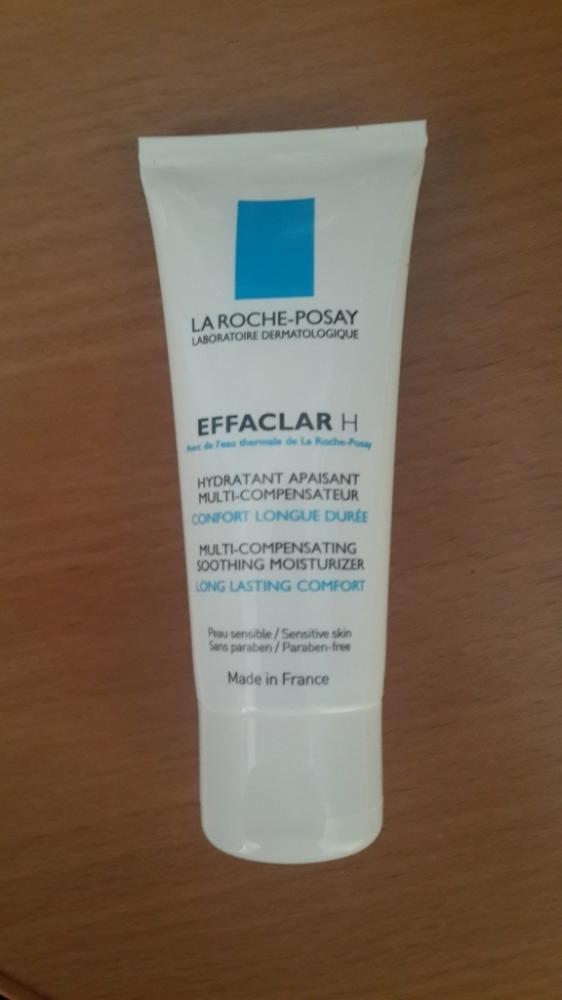 LA ROCHE-POSAY
LABORATOIRE DERMATOLOGIQUE
EFFACLAR H
Avec de l'eau thermale de La Roche-Posay
HYDRATANT APAISANT
MULTI-COMPENSATEUR
CONFORT LONGUE DURÉE
MULTI-COMPENSATING
SOOTHING MOISTURIZER
LONG LASTING COMFORT
Peau sensible / Sensitive skin
Sans paraben / Paraben-free
Made in France